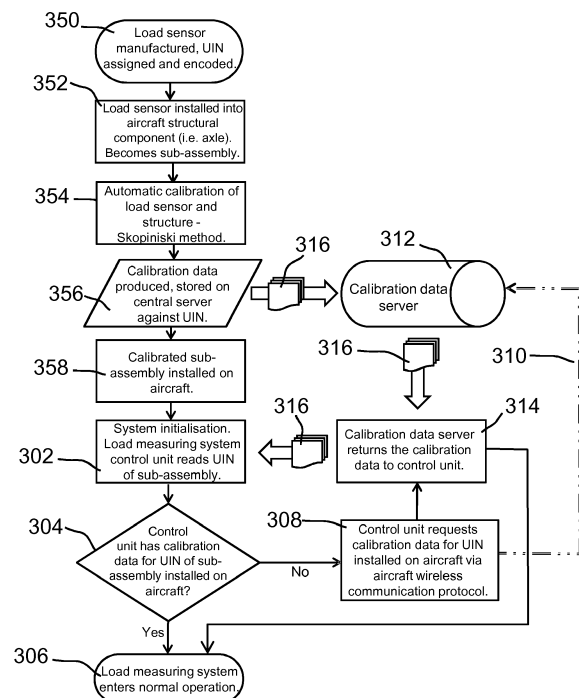 350
Load sensor
manufactured, UIN
assigned and encoded.
352
Load sensor installed into
aircraft structural
component (i.e. axle).
Becomes sub-assembly.
354
Automatic calibration of
load sensor and
structure -
Skopiniski method.
356
Calibration data
produced, stored on
central server
against UIN.
316
312
Calibration data
server
310
358
Calibrated sub-
assembly installed on
aircraft.
316
314
Calibration data server
returns the calibration
data to control unit.
316
302
System initialisation.
Load measuring system
control unit reads UIN
of sub-assembly.
304
Control
unit has calibration
data for UIN of sub-
assembly installed on
aircraft?
No
308
Control unit requests
calibration data for UIN
installed on aircraft via
aircraft wireless
communication protocol.
Yes
306
Load measuring system
enters normal operation.